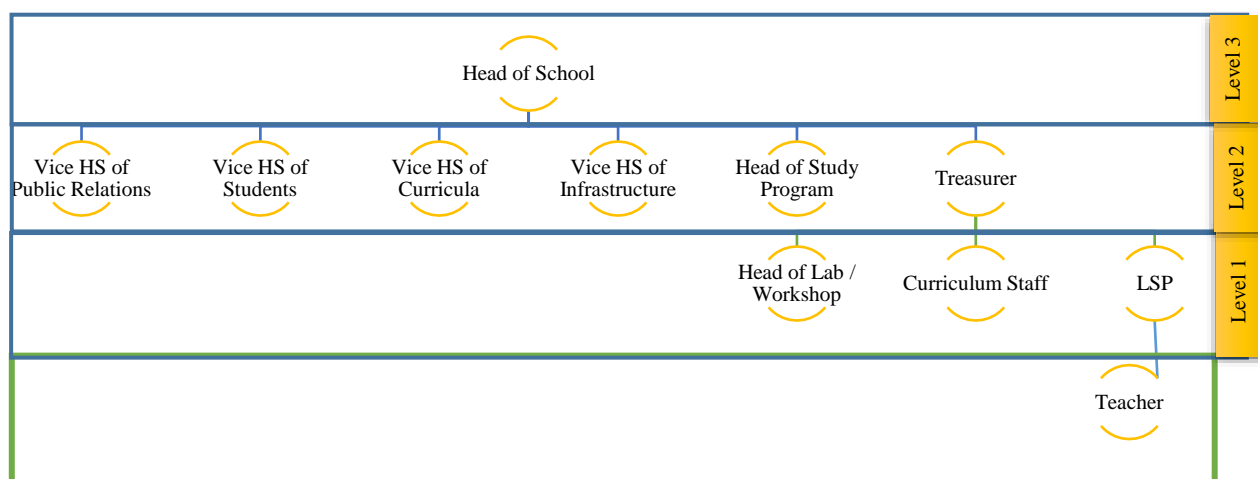 Head of School
Level 3
Vice HS of
Public Relations
Vice HS of
Students
Vice HS of
Curricula
Vice HS of
Infrastructure
Head of Study
Program
Treasurer
Level 2
Head of Lab /
Workshop
Curriculum Staff
LSP
Level 1
Teacher